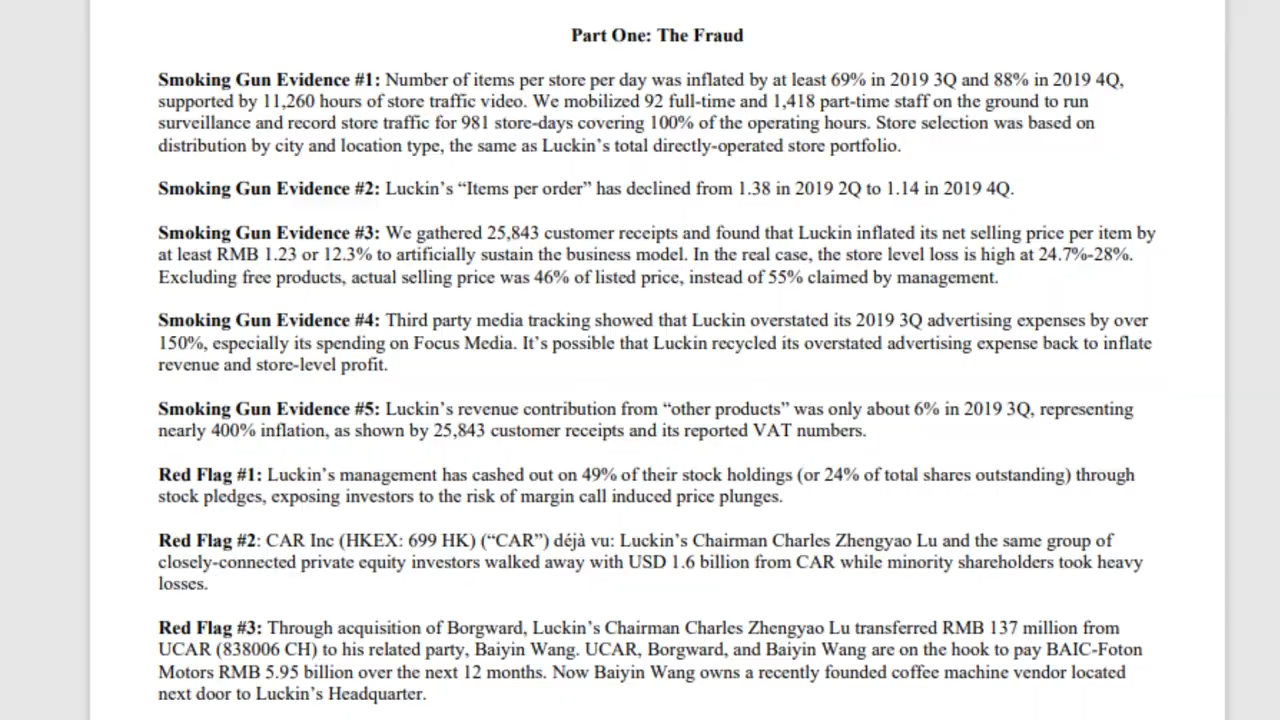 Part One: The Fraud
Smoking Gun Evidence #1: Number of items per store per day was inflated by at least 69% in 2019 3Q and 88% in 2019 4Q,
supported by 11,260 hours of store traffic video. We mobilized 92 full-time and 1,418 part-time staff on the ground to run
surveillance and record store traffic for 981 store-days covering 100% of the operating hours. Store selection was based on
distribution by city and location type, the same as Luckin’s total directly-operated store portfolio.
Smoking Gun Evidence #2: Luckin’s “Items per order” has declined from 1.38 in 2019 2Q to 1.14 in 2019 4Q.
Smoking Gun Evidence #3: We gathered 25,843 customer receipts and found that Luckin inflated its net selling price per item by
at least RMB 1.23 or 12.3% to artificially sustain the business model. In the real case, the store level loss is high at 24.7%-28%.
Excluding free products, actual selling price was 46% of listed price, instead of 55% claimed by management.
Smoking Gun Evidence #4: Third party media tracking showed that Luckin overstated its 2019 3Q advertising expenses by over
150%, especially its spending on Focus Media. It’s possible that Luckin recycled its overstated advertising expense back to inflate
revenue and store-level profit.
Smoking Gun Evidence #5: Luckin’s revenue contribution from “other products” was only about 6% in 2019 3Q, representing
nearly 400% inflation, as shown by 25,843 customer receipts and its reported VAT numbers.
Red Flag #1: Luckin’s management has cashed out on 49% of their stock holdings (or 24% of total shares outstanding) through
stock pledges, exposing investors to the risk of margin call induced price plunges.
Red Flag #2: CAR Inc (HKEX: 699 HK) (“CAR”) déjà vu: Luckin’s Chairman Charles Zhengyao Lu and the same group of
closely-connected private equity investors walked away with USD 1.6 billion from CAR while minority shareholders took heavy
losses.
Red Flag #3: Through acquisition of Borgward, Luckin’s Chairman Charles Zhengyao Lu transferred RMB 137 million from
UCAR (838006 CH) to his related party, Baiyin Wang. UCAR, Borgward, and Baiyin Wang are on the hook to pay BAIC-Foton
Motors RMB 5.95 billion over the next 12 months. Now Baiyin Wang owns a recently founded coffee machine vendor located
next door to Luckin’s Headquarter.